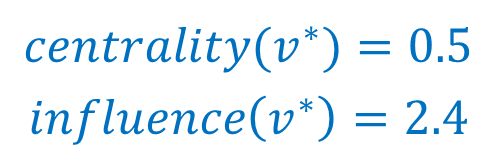 centrality(v*) = 0.5
influence(v*) = 2.4